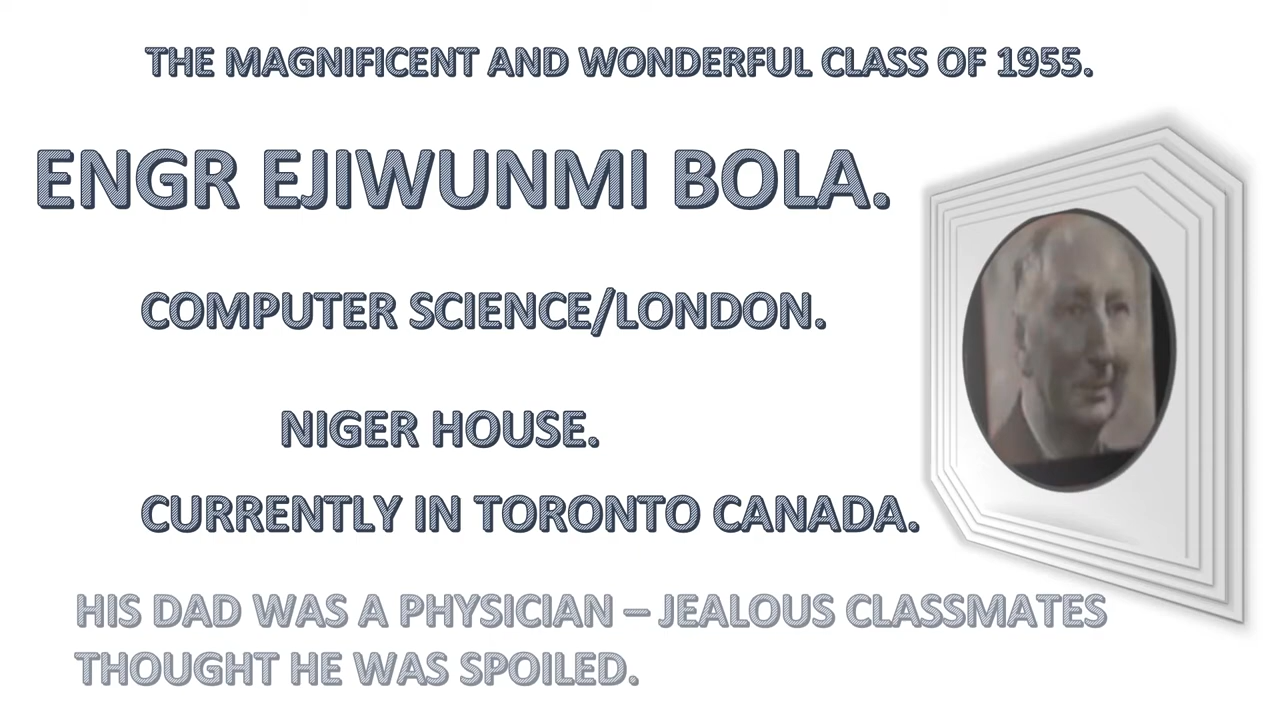 THE MAGNIFICENT AND WONDERFUL CLASS OF 1955.
ENGR EJIWUNMI BOLA.
COMPUTER SCIENCE/LONDON.
NIGER HOUSE.
CURRENTLY IN TORONTO CANADA.
HIS DAD WAS A PHYSICIAN – JEALOUS CLASSMATES
THOUGHT HE WAS SPOILED.